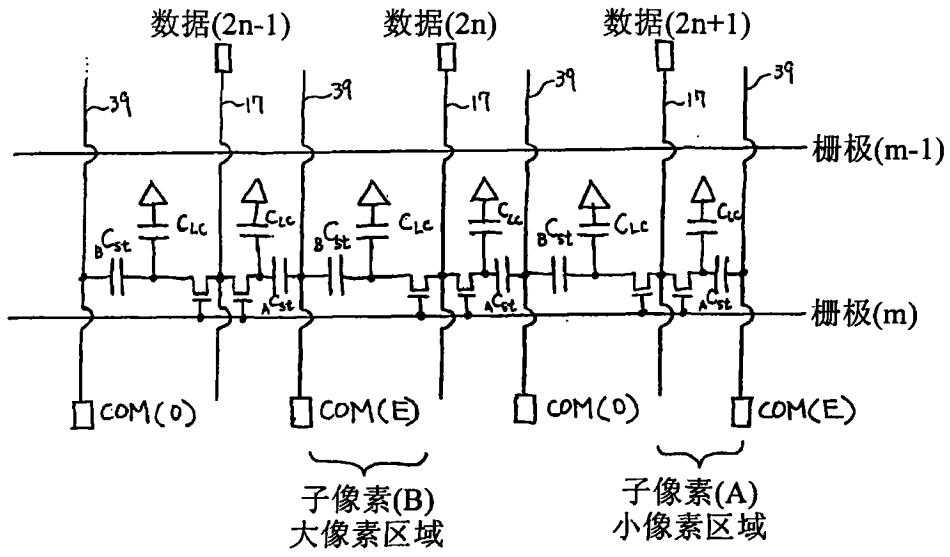 数据(2n-1)
数据(2n)
数据(2n+1)
39
17
39
17
39
17
39
栅极(m-1)
CLC
CLC
CLC
CLC
CLC
CLC
BCst
BCst
BCst
ACst
ACst
ACst
栅极(m)
COM(O)
COM(E)
COM(O)
COM(E)
子像素(B)
大像素区域
子像素(A)
小像素区域